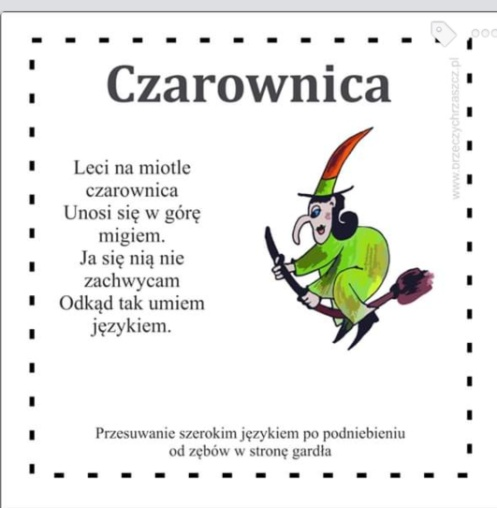 Czarownica
Leci na miotle
czarownica
Unosi się w górę
migiem.
Ja się nią nie
zachwycam
Odkąd tak umiem
językiem.
Przesuwanie szerokim językiem po podniebieniu
od zębów w stronę gardła
www.brzeczychrzaszcz.pl